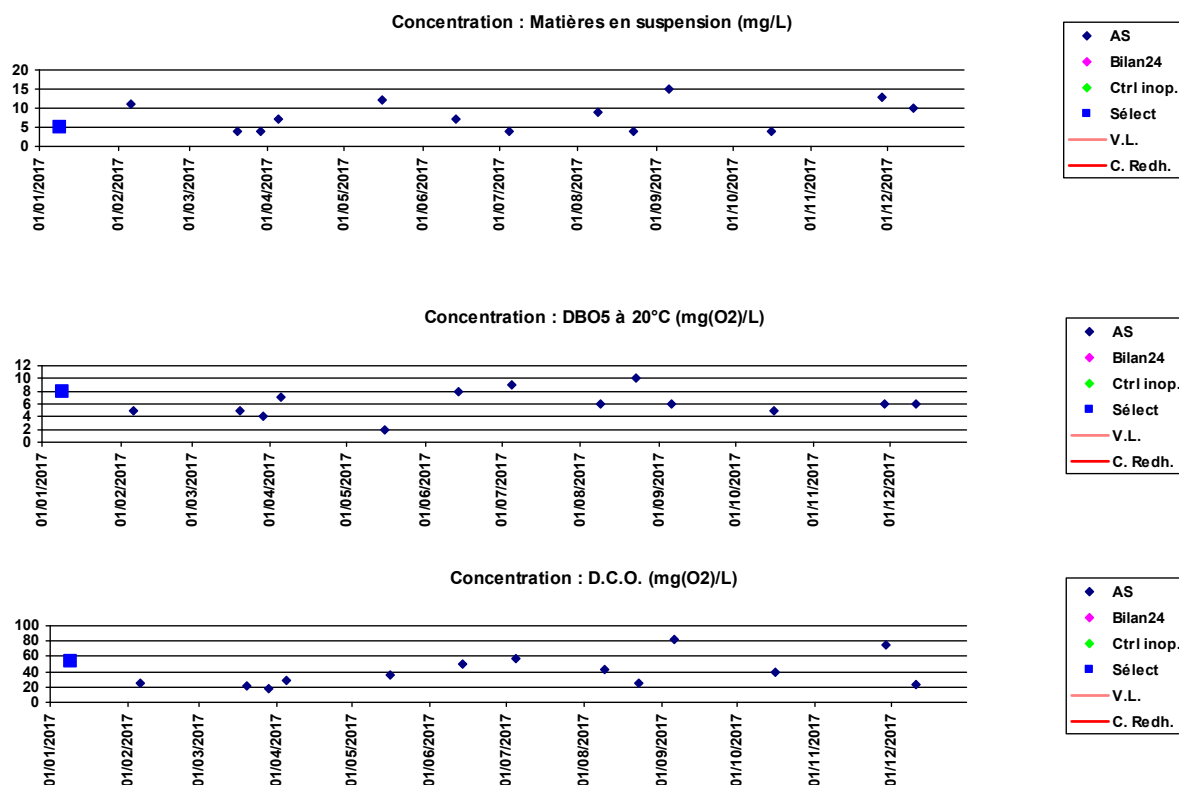 Concentration : Matières en suspension (mg/L)
20
15
10
5
0
01/01/2017
01/02/2017
01/03/2017
01/04/2017
01/05/2017
01/06/2017
01/07/2017
01/08/2017
01/09/2017
01/10/2017
01/11/2017
01/12/2017
AS
Bilan24
Ctrl inop.
Sélect
V.L.
C. Redh.
Concentration : DBO5 à 20°C (mg(O2)/L)
12
10
8
6
4
2
0
01/01/2017
01/02/2017
01/03/2017
01/04/2017
01/05/2017
01/06/2017
01/07/2017
01/08/2017
01/09/2017
01/10/2017
01/11/2017
01/12/2017
AS
Bilan24
Ctrl inop.
Sélect
V.L.
C. Redh.
Concentration : D.C.O. (mg(O2)/L)
100
80
60
40
20
0
01/01/2017
01/02/2017
01/03/2017
01/04/2017
01/05/2017
01/06/2017
01/07/2017
01/08/2017
01/09/2017
01/10/2017
01/11/2017
01/12/2017
AS
Bilan24
Ctrl inop.
Sélect
V.L.
C. Redh.